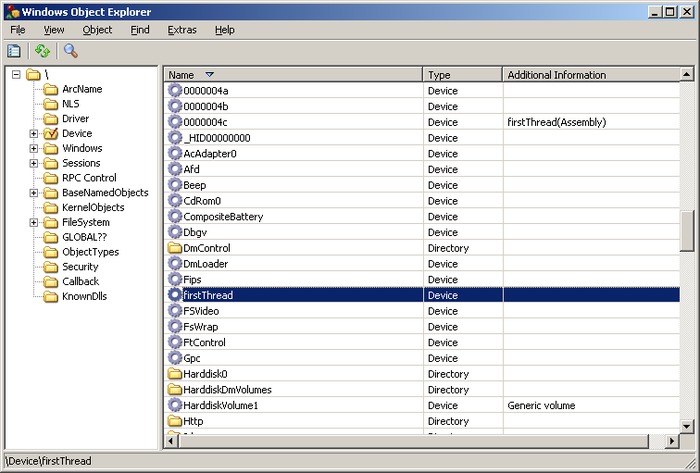 Windows Object Explorer
File View Object Find Extras Help
\
ArcName
NLS
Driver
Device
Windows
Sessions
RPC Control
BaseNamedObjects
KernelObjects
FileSystem
GLOBAL??
ObjectTypes
Security
Callback
KnownDlls
Name Type Additional Information
0000004a Device
0000004b Device
0000004c Device firstThread(Assembly)
_HID00000000 Device
AcAdapter0 Device
Afd Device
Beep Device
CdRom0 Device
CompositeBattery Device
Dbgv Device
DmControl Directory
DmLoader Device
Fips Device
firstThread Device
FSVideo Device
FsWrap Device
FtControl Device
Gpc Device
Harddisk0 Directory
HarddiskDmVolumes Directory
HarddiskVolume1 Device Generic volume
Http Directory
\Device\firstThread